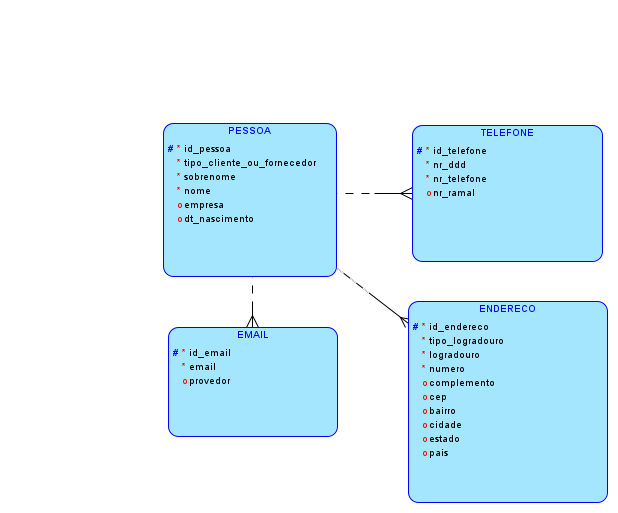 PESSOA
# * id_pessoa
* tipo_cliente_ou_fornecedor
* sobrenome
* nome
o empresa
o dt_nascimento
TELEFONE
# * id_telefone
* nr_ddd
* nr_telefone
o nr_ramal
EMAIL
# * id_email
* email
o provedor
ENDERECO
# * id_endereco
* tipo_logradouro
* logradouro
* numero
o complemento
o cep
o bairro
o cidade
o estado
o pais